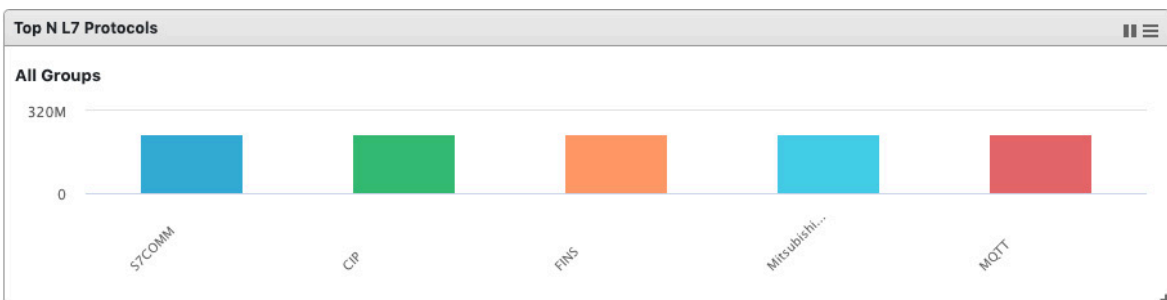 Top N L7 Protocols
All Groups
320M
0
S7COMM
CIP
FINS
Mitsubishi...
MQTT